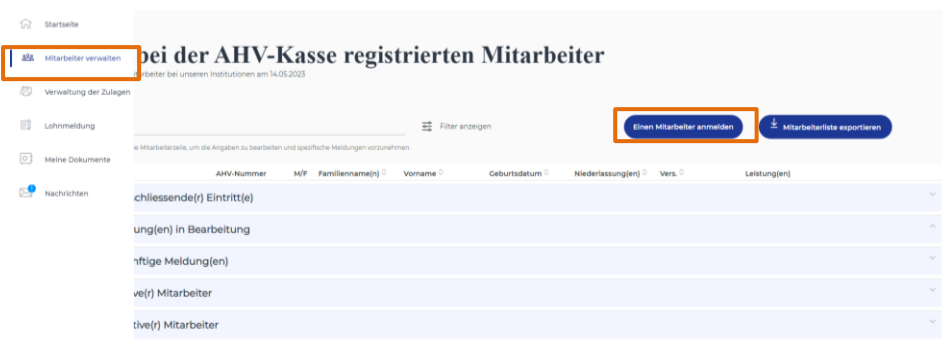 Startseite
Mitarbeiter verwalten
Verwaltung der Zulagen
Lohnmeldung
Meine Dokumente
Nachrichten
bei der AHV-Kasse registrierten Mitarbeiter
bei unseren Institutionen am 14.05.2023
Filter anzeigen
Einen Mitarbeiter anmelden
Mitarbeiterliste exportieren
Mitarbeiterzeile, um die Angaben zu bearbeiten und spezifische Meldungen vorzunehmen
AHV-Nummer M/F Familienname(n) Vorname Geburtsdatum Niederlassung(en) Vers. Leistung(en)
chliessende(r) Eintritt(e)
ung(en) in Bearbeitung
nftige Meldung(en)
ve(r) Mitarbeiter
tive(r) Mitarbeiter